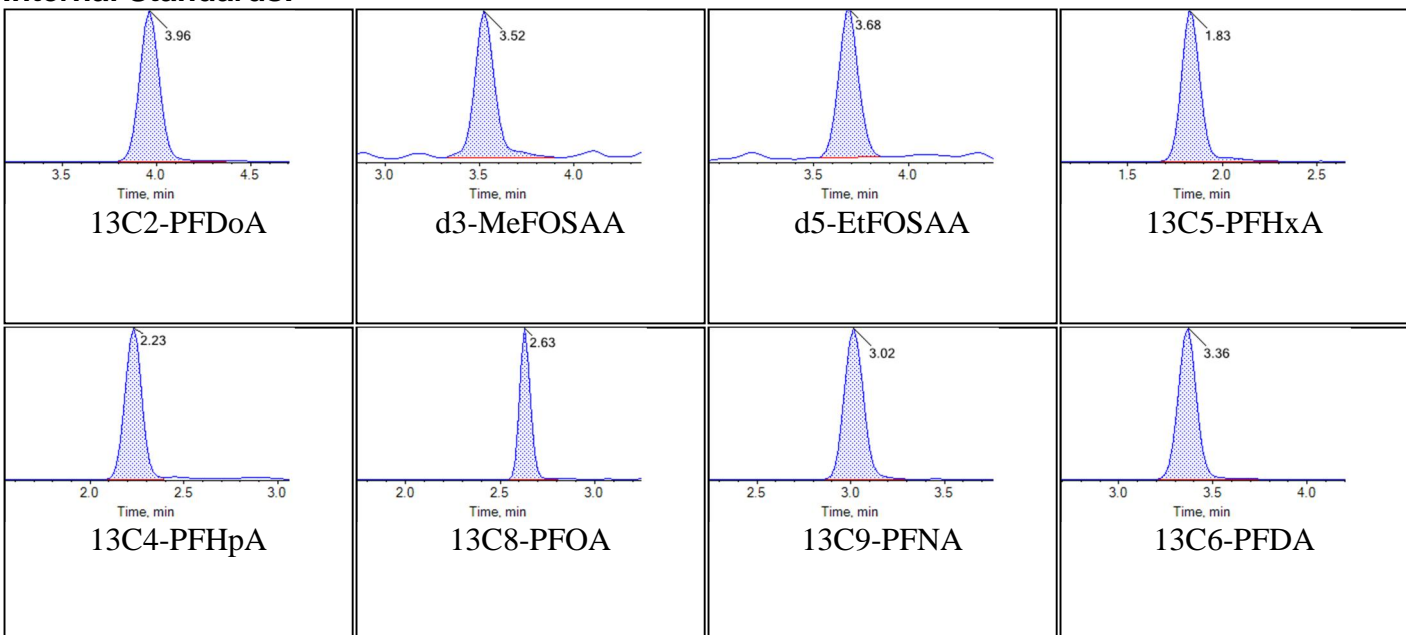 Internal Standards:
3.96
3.5 4.0 4.5
Time, min
13C2-PFDoA
3.52
3.0 3.5 4.0
Time, min
d3-MeFOSAA
3.68
3.5 4.0
Time, min
d5-EtFOSAA
1.83
1.5 2.0 2.5
Time, min
13C5-PFHxA
2.23
2.0 2.5 3.0
Time, min
13C4-PFHpA
2.63
2.0 2.5 3.0
Time, min
13C8-PFOA
3.02
2.5 3.0 3.5
Time, min
13C9-PFNA
3.36
3.0 3.5 4.0
Time, min
13C6-PFDA